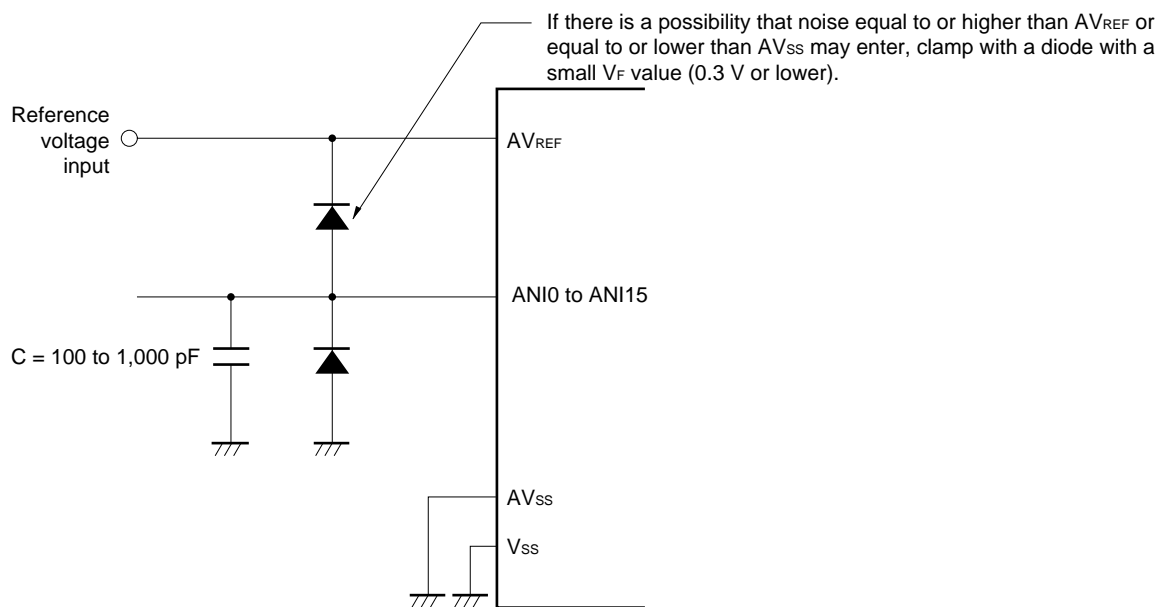 If there is a possibility that noise equal to or higher than AVREF or
equal to or lower than AVSS may enter, clamp with a diode with a
small VF value (0.3 V or lower).
Reference
voltage
input
AVREF
ANI0 to ANI15
C = 100 to 1,000 pF
AVSS
VSS